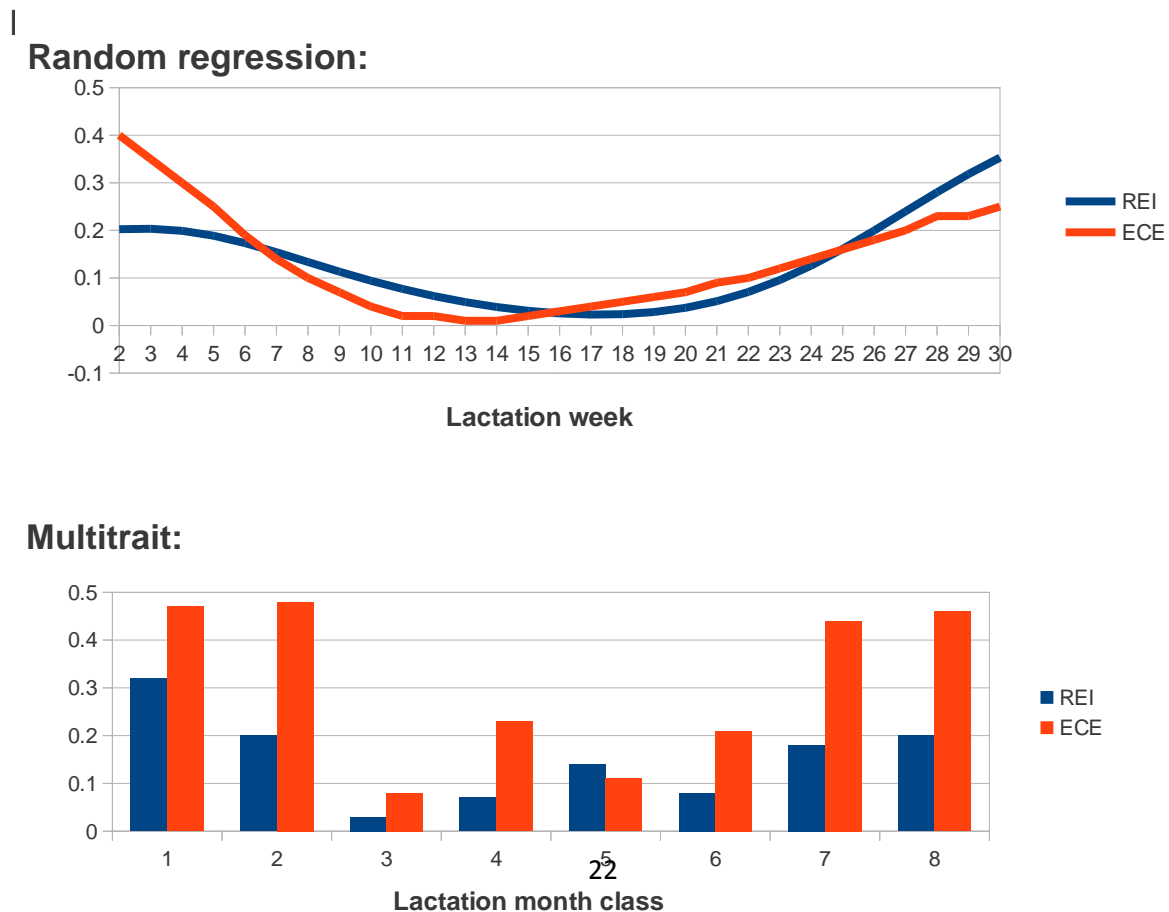 |
Random regression:
0.5
0.4
0.3
0.2
0.1
0
-0.1
2 3 4 5 6 7 8 9 10 11 12 13 14 15 16 17 18 19 20 21 22 23 24 25 26 27 28 29 30
Lactation week
REI
ECE
Multitrait:
0.5
0.4
0.3
0.2
0.1
0
1 2 3 4 5 6 7 8
22
Lactation month class
REI
ECE